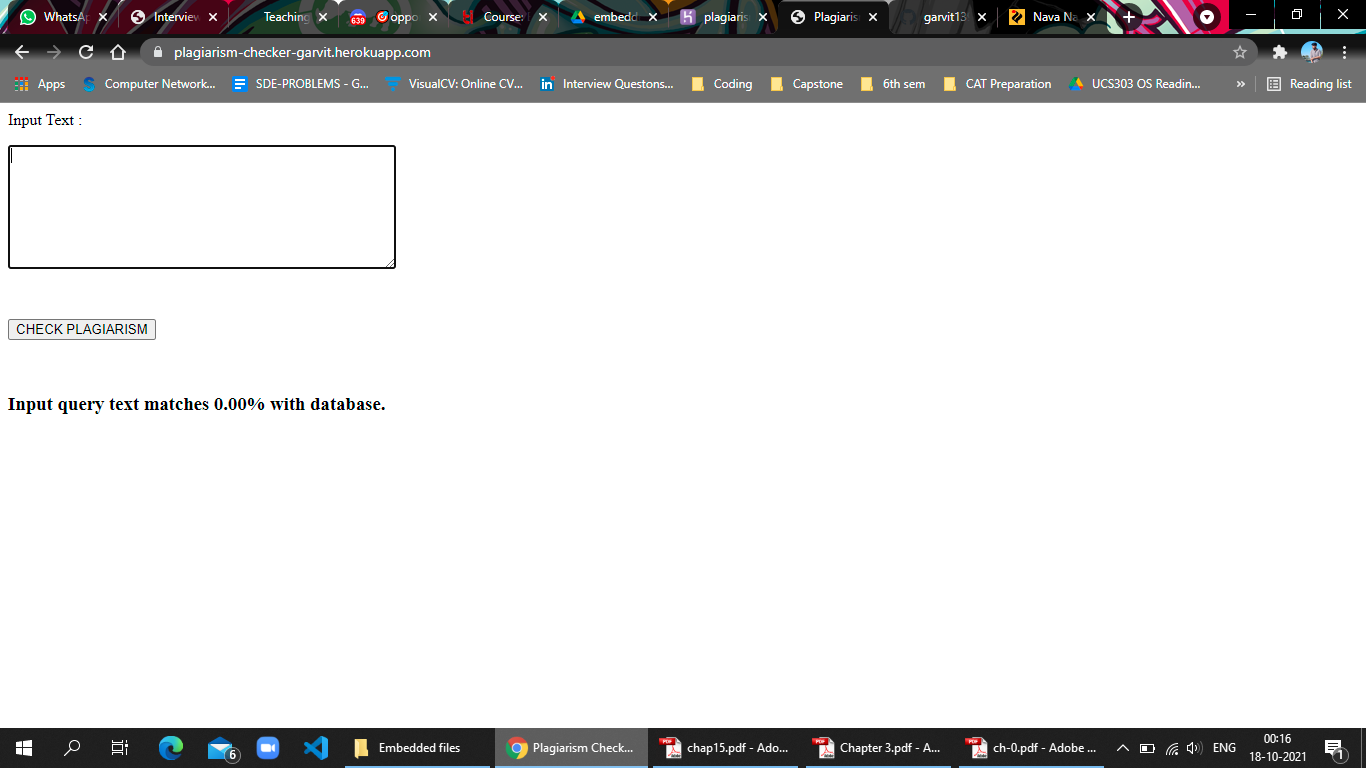 WhatsAp
Interview
Teaching
639
oppo
Course:
embedd
plagiaris
Plagiaris
garvit13
Nava Na
plagiarism-checker-garvit.herokuapp.com
Apps
Computer Network...
SDE-PROBLEMS - G...
VisualCV: Online CV...
Interview Questons...
Coding
Capstone
6th sem
CAT Preparation
UCS303 OS Readin...
»
Reading list
Input Text :
CHECK PLAGIARISM
Input query text matches 0.00% with database.
6
Embedded files
Plagiarism Check...
chap15.pdf - Ado...
Chapter 3.pdf - A...
ch-0.pdf - Adobe ...
ENG
00:16
18-10-2021
1